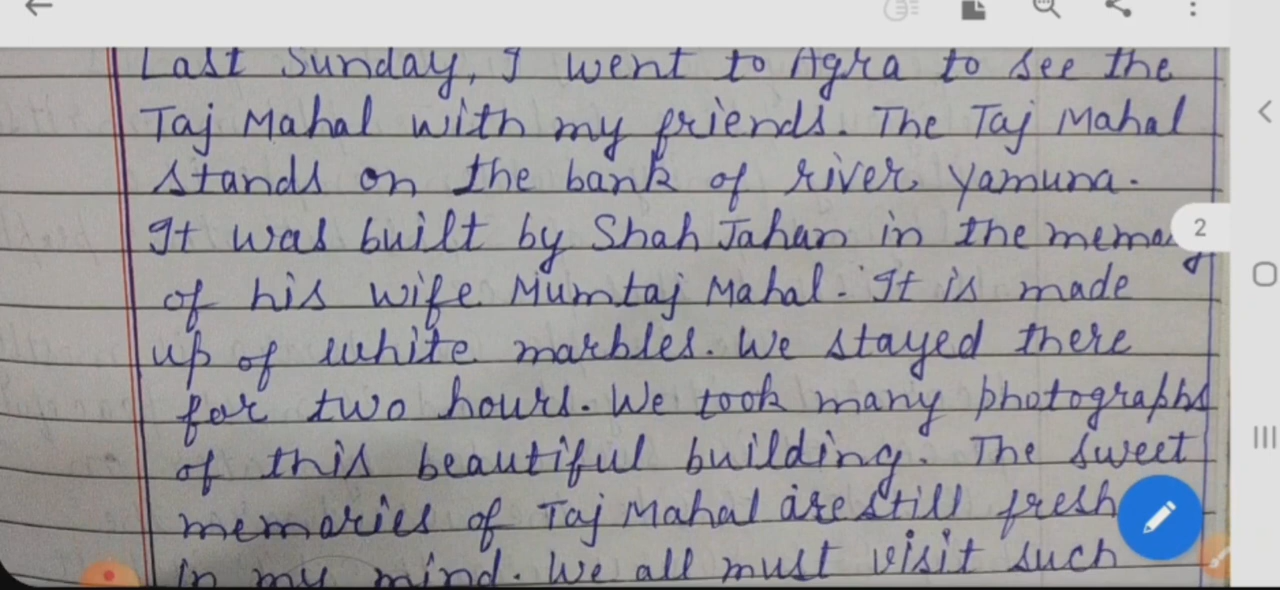 Last Sunday, I went to Agra to see the
Taj Mahal with my friends. The Taj Mahal
stands on the bank of river Yamuna.
2
It was built by Shah Jahan in the
of his wife Mumtaj Mahal. It is made
up of white marbles. We stayed there
for two hours. We took many photographs
of this beautiful building. The sweet
memories of Taj Mahal are still fresh
in my mind. We all must visit such